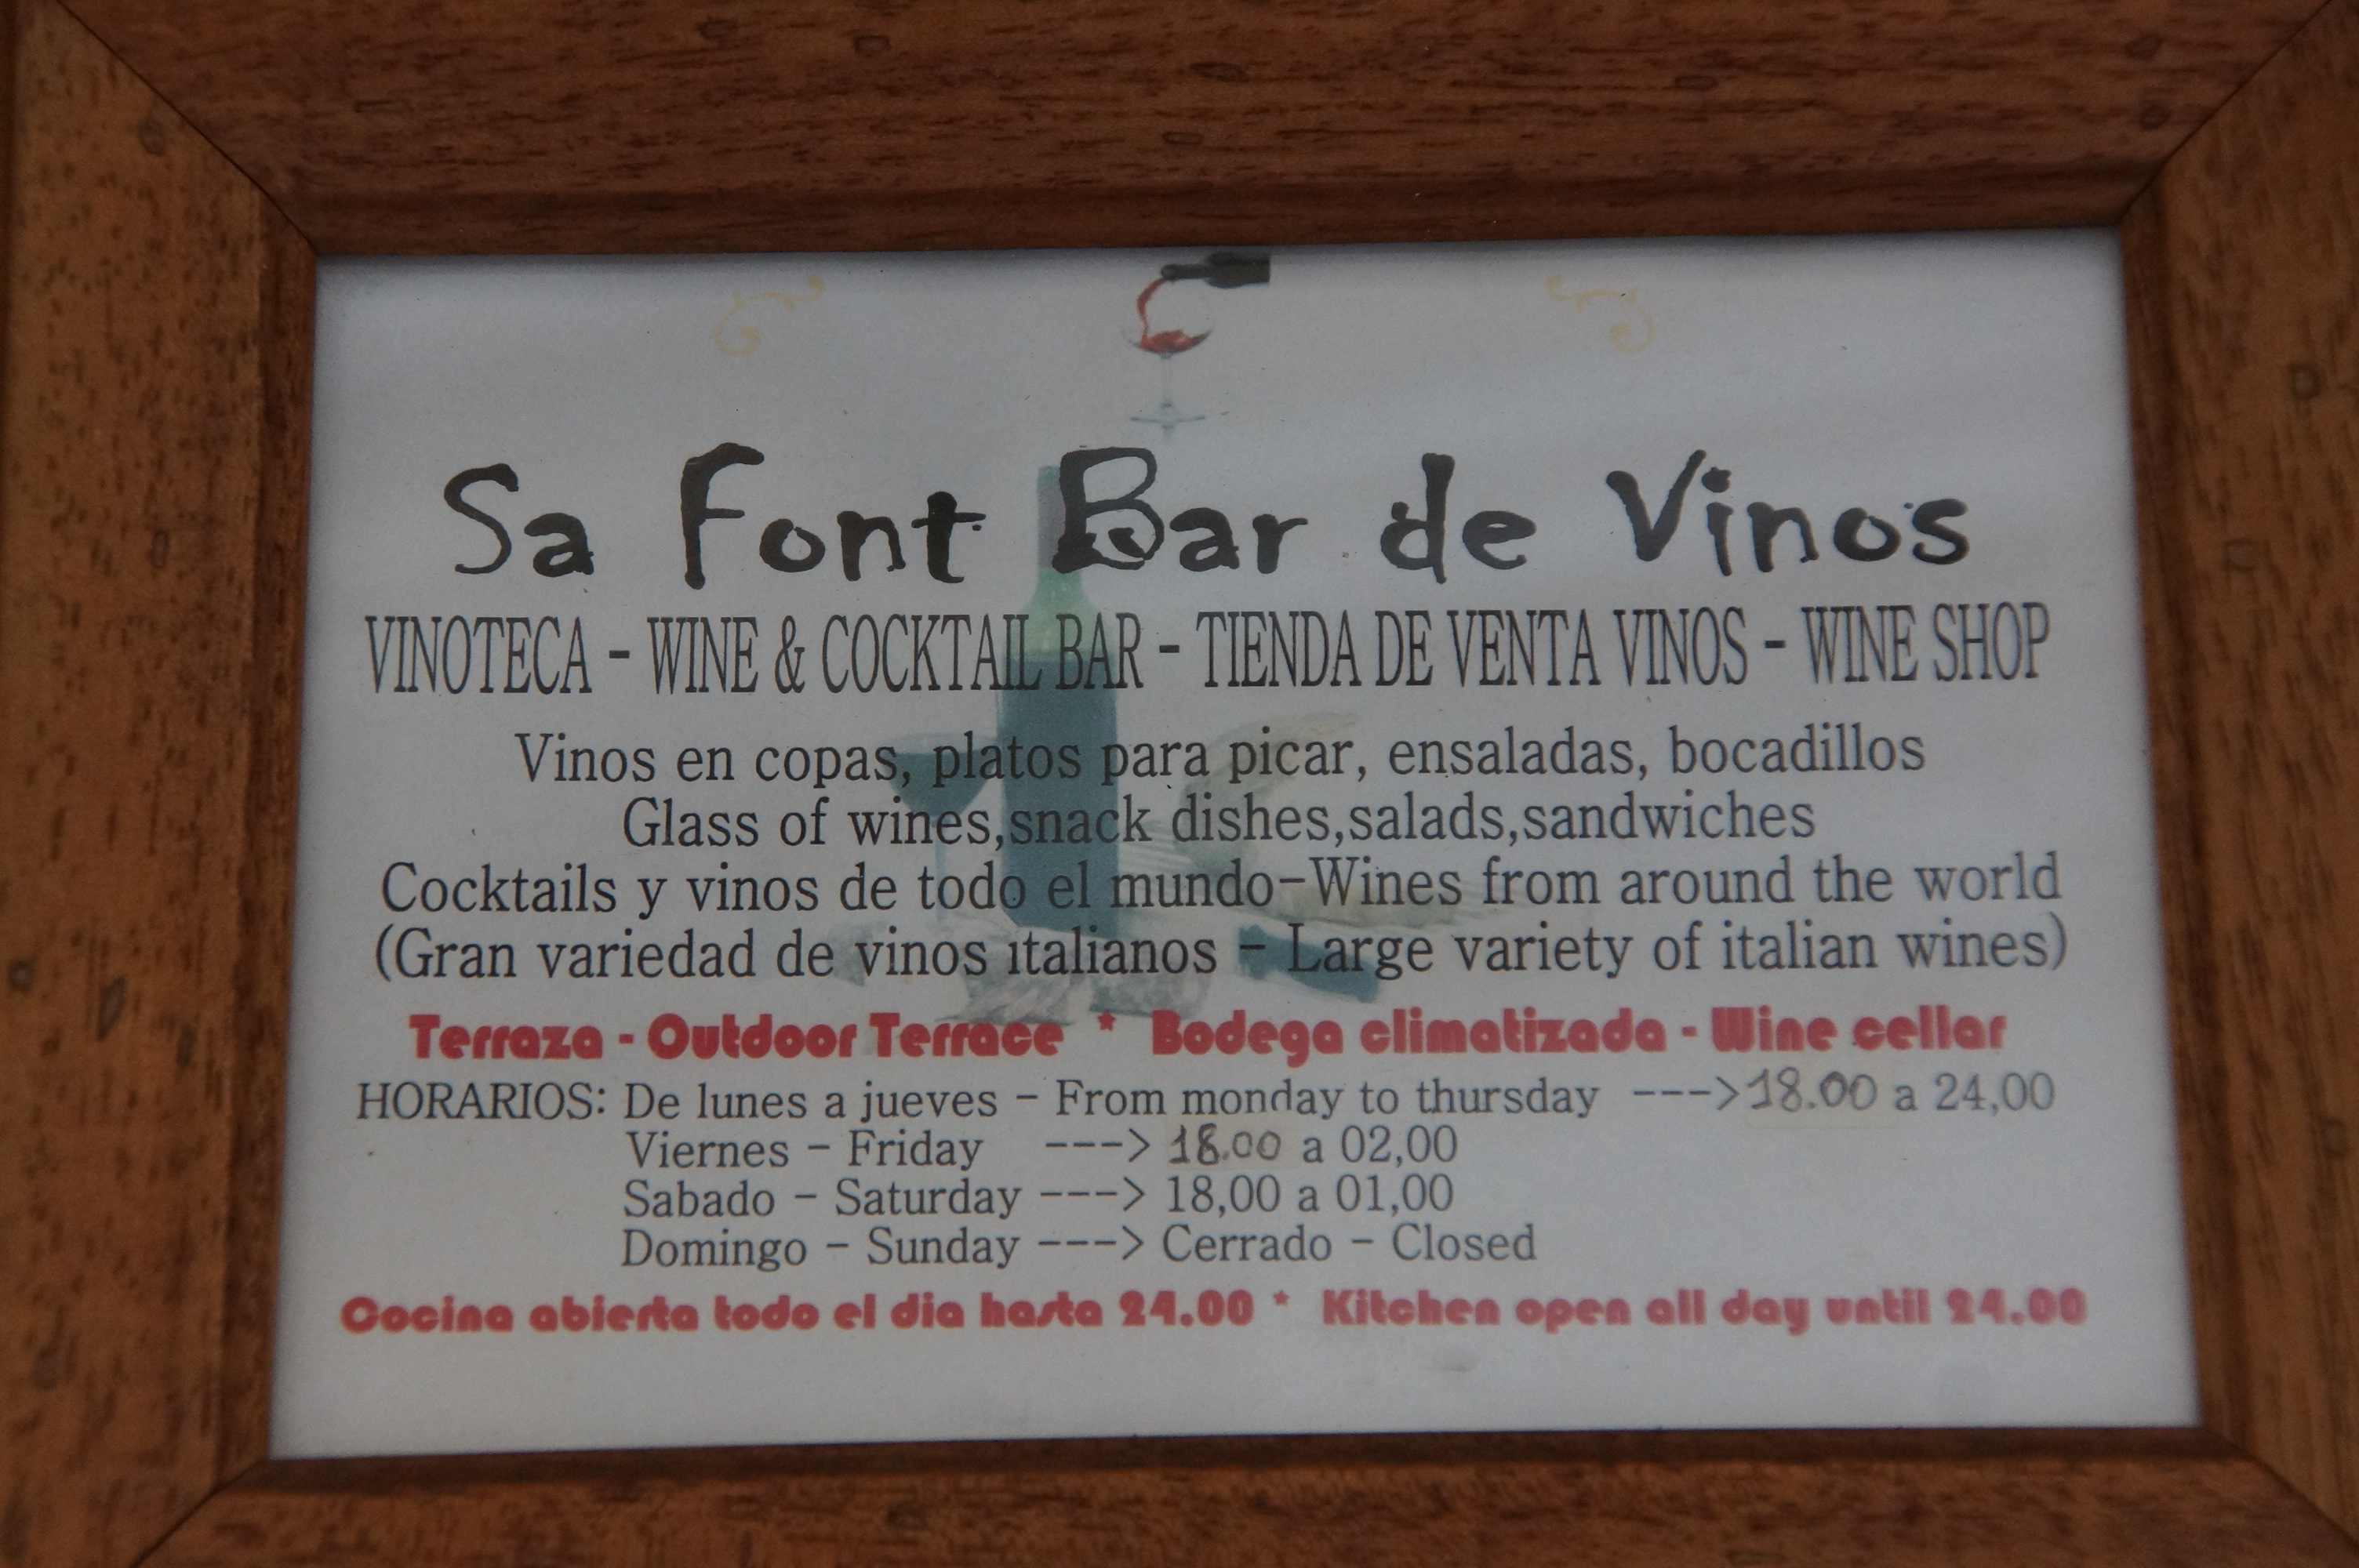 Sa Font Bar de Vinos
VINOTECA - WINE & COCKTAIL BAR - TIENDA DE VENTA VINOS - WINE SHOP
Vinos en copas, platos para picar, ensaladas, bocadillos
Glass of wines,snack dishes,salads,sandwiches
Cocktails y vinos de todo el mundo-Wines from around the world
(Gran variedad de vinos italianos - Large variety of italian wines)
Terraza - Outdoor Terrace * Bodega climatizada - Wine cellar
HORARIOS: De lunes a jueves - From monday to thursday --->18.00 a 24,00
Viernes - Friday ---> 18.00 a 02,00
Sabado - Saturday ---> 18,00 a 01,00
Domingo - Sunday ---> Cerrado - Closed
Cocina abierta todo el dia hasta 24.00 * Kitchen open all day until 24.00